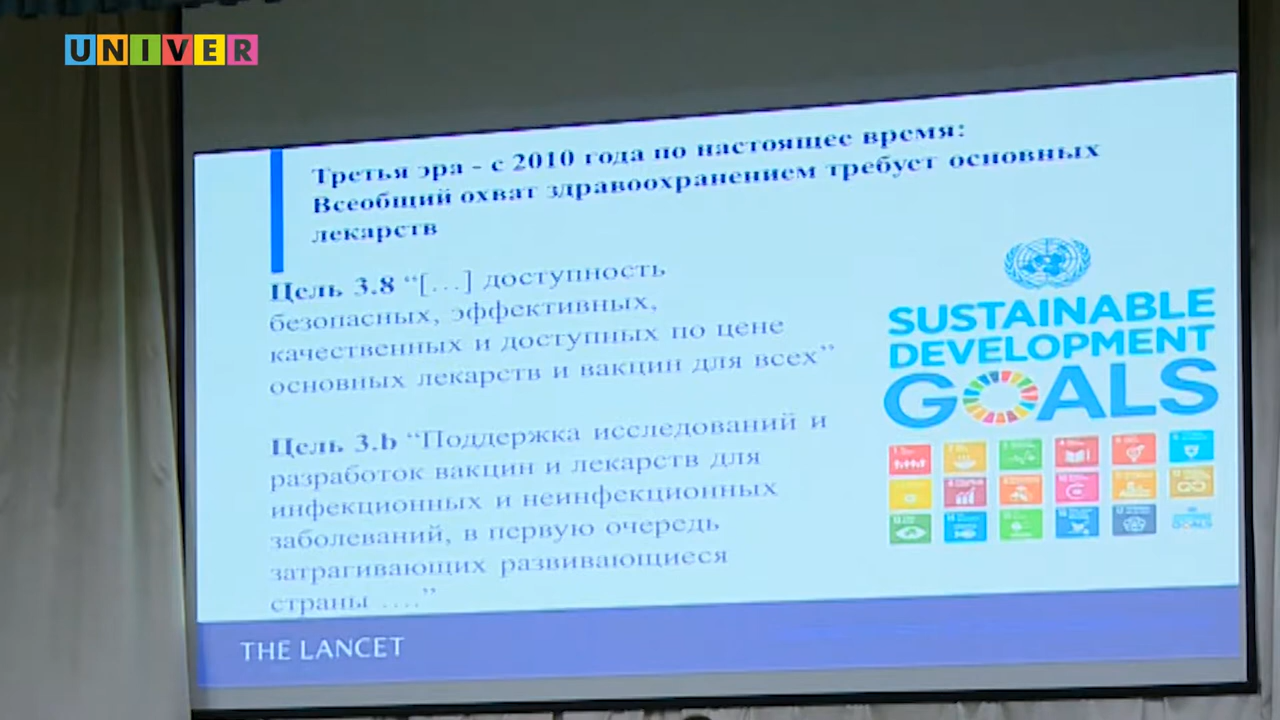 UNIVER
Третья эра - с 2010 года по настоящее время:
Всеобщий охват здравоохранением требует основных
лекарств
Цель 3.8 “[…] доступность
безопасных, эффективных,
качественных и доступных по цене
основных лекарств и вакцин для всех”
Цель 3.b “Поддержка исследований и
разработок вакцин и лекарств для
инфекционных и неинфекционных
заболеваний, в первую очередь
затрагивающих развивающиеся
страны ….”
SUSTAINABLE
DEVELOPMENT
GOALS
THE LANCET